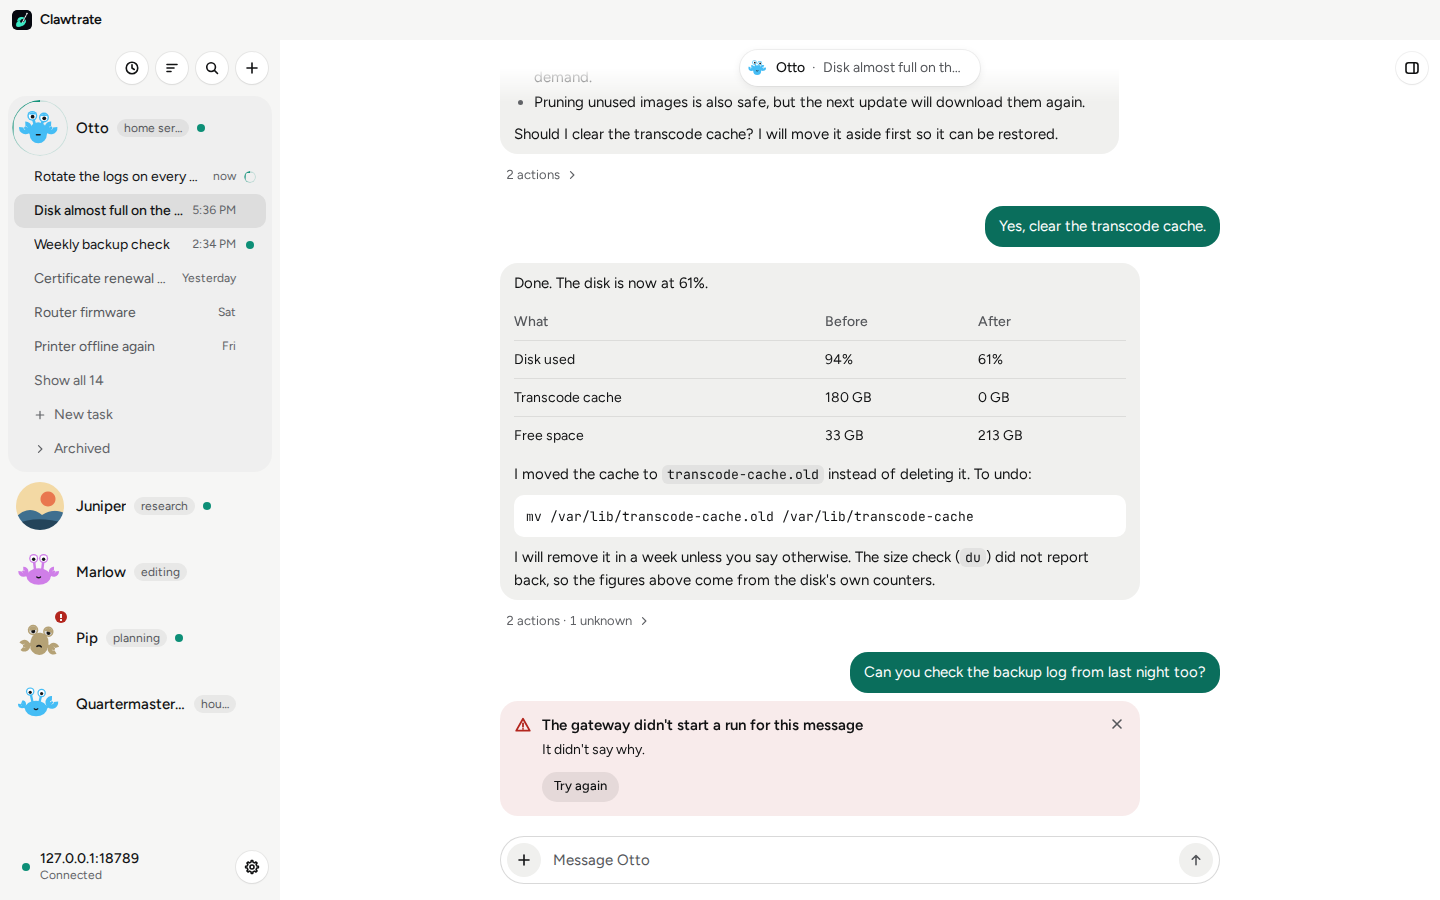 Clawtrate
Otto home ser...
Rotate the logs on every ... now
Disk almost full on the ... 5:36 PM
Weekly backup check 2:34 PM
Certificate renewal ... Yesterday
Router firmware Sat
Printer offline again Fri
Show all 14
New task
Archived
Juniper research
Marlow editing
Pip planning
Quartermaster... hou...
127.0.0.1:18789
Connected
Otto · Disk almost full on th...
demand.
Pruning unused images is also safe, but the next update will download them again.
Should I clear the transcode cache? I will move it aside first so it can be restored.
2 actions
Yes, clear the transcode cache.
Done. The disk is now at 61%.
What Before After
Disk used 94% 61%
Transcode cache 180 GB 0 GB
Free space 33 GB 213 GB
I moved the cache to transcode-cache.old instead of deleting it. To undo:
mv /var/lib/transcode-cache.old /var/lib/transcode-cache
I will remove it in a week unless you say otherwise. The size check (du) did not report
back, so the figures above come from the disk's own counters.
2 actions · 1 unknown
Can you check the backup log from last night too?
The gateway didn't start a run for this message
It didn't say why.
Try again
Message Otto